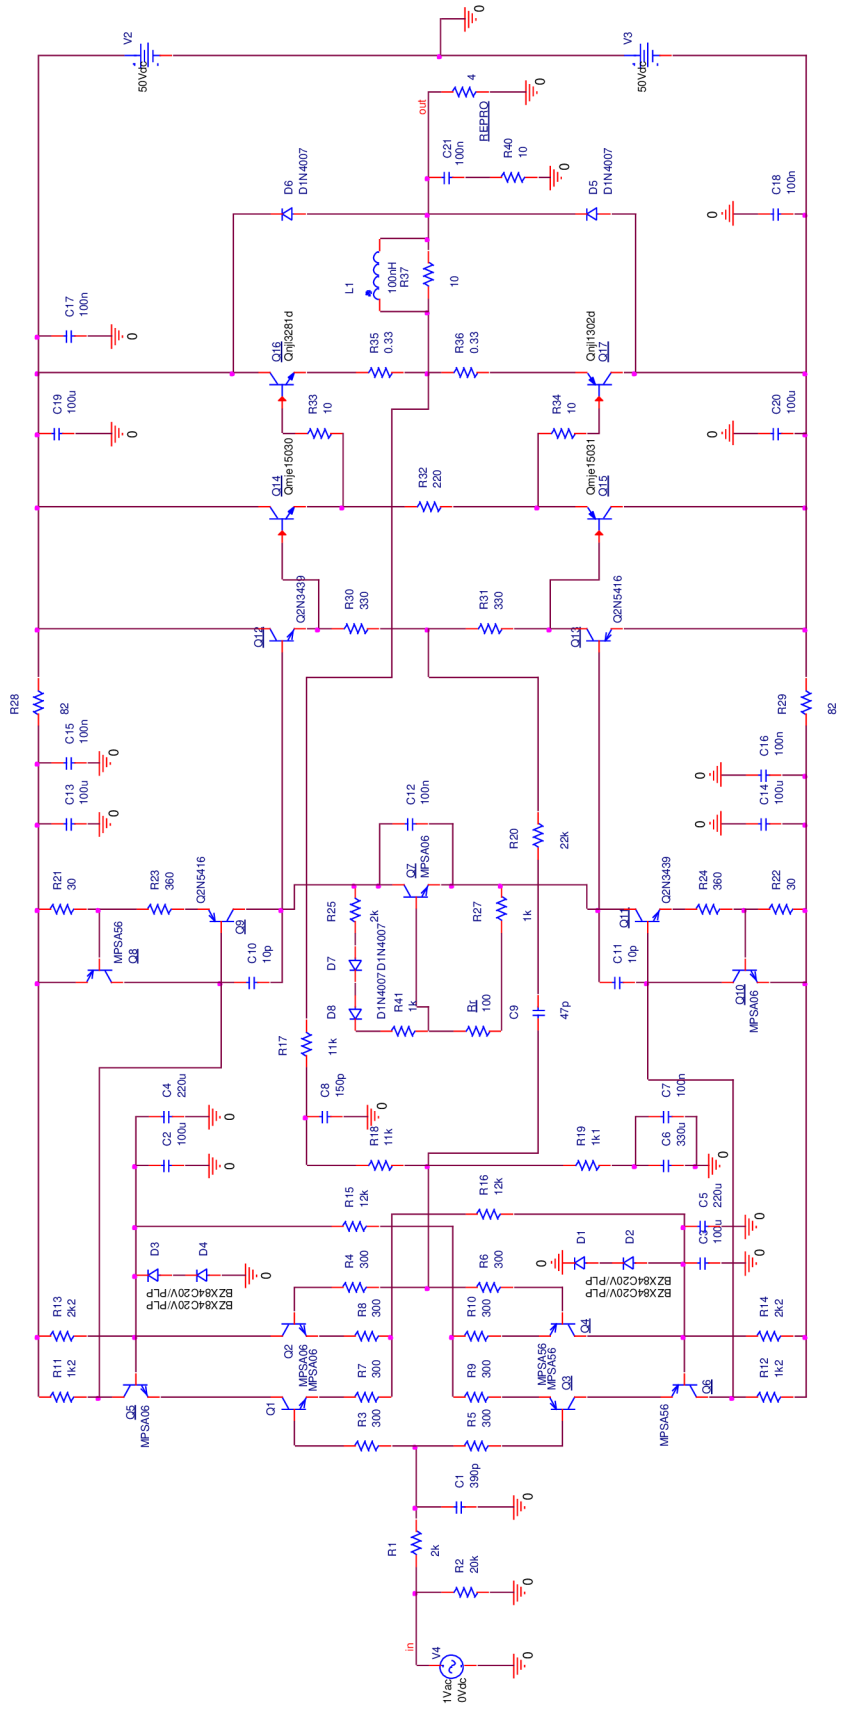 V4
1Vac
0Vdc
in
0
R2
20k
0
R1
2k
C1
390p
0
R3
300
R5
300
Q1
MPSA06
R7
300
R9
300
Q3
MPSA56
Q5
MPSA06
R11
1k2
Q6
MPSA56
R12
1k2
R13
2k2
Q2
MPSA06
R8
300
R10
300
Q4
MPSA56
R14
2k2
R4
300
R6
300
D3
BZX84C20V/PLP
D4
BZX84C20V/PLP
0
D1
BZX84C20V/PLP
D2
BZX84C20V/PLP
0
C3
100u
0
C5
220u
0
R15
12k
R16
12k
C2
100u
0
C4
220u
0
R18
11k
R19
1k1
C6
330u
C7
100n
0
C8
150p
0
R17
11k
C9
47p
R20
22k
Q8
MPSA56
C10
10p
R21
30
R23
360
Q9
Q2N5416
D8
D1N4007
D7
D1N4007
R25
2k
R41
1k
Rr
100
R27
1k
Q7
MPSA06
C12
100n
C11
10p
Q10
MPSA06
Q11
Q2N3439
R24
360
R22
30
C13
100u
0
C15
100n
0
C14
100u
0
C16
100n
0
R28
82
R29
82
Q12
Q2N3439
R30
330
R31
330
Q13
Q2N5416
Q14
Qmje15030
R32
220
Q15
Qmje15031
C19
100u
0
R33
10
R34
10
C20
100u
0
C17
100n
0
Q16
Qnjl3281d
R35
0.33
R36
0.33
Q17
Qnjl1302d
L1
100nH
R37
10
D6
D1N4007
D5
D1N4007
C18
100n
0
C21
100n
R40
10
0
out
4
REPRO
0
V2
50Vdc
V3
50Vdc
0